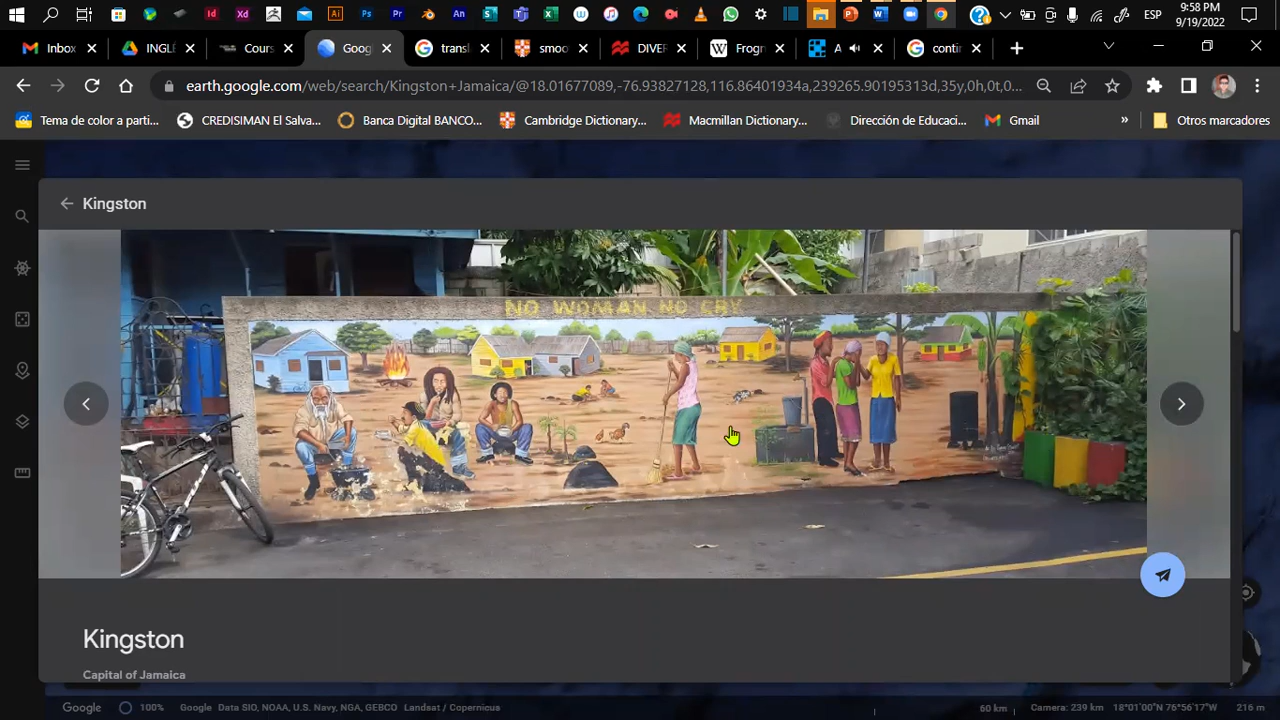 ESP
9:58 PM
9/19/2022
Inbox
INGLÉ
Cours
Goog
transl
smoo
DIVER
Frogn
A
contin
earth.google.com/web/search/Kingston+Jamaica/@18.01677089,-76.93827128,116.86401934a,239265.90195313d,35y,0h,0t,0...
Tema de color a parti...
CREDISIMAN El Salva...
Banca Digital BANCO...
Cambridge Dictionary...
Macmillan Dictionary...
Dirección de Educaci...
Gmail
»
Otros marcadores
Kingston
NO WOMAN NO CRY
Kingston
Capital of Jamaica
Google 100% Google Data SIO, NOAA, U.S. Navy, NGA, GEBCO Landsat / Copernicus 60 km Camera: 239 km 18°01'00"N 76°56'17"W 216 m